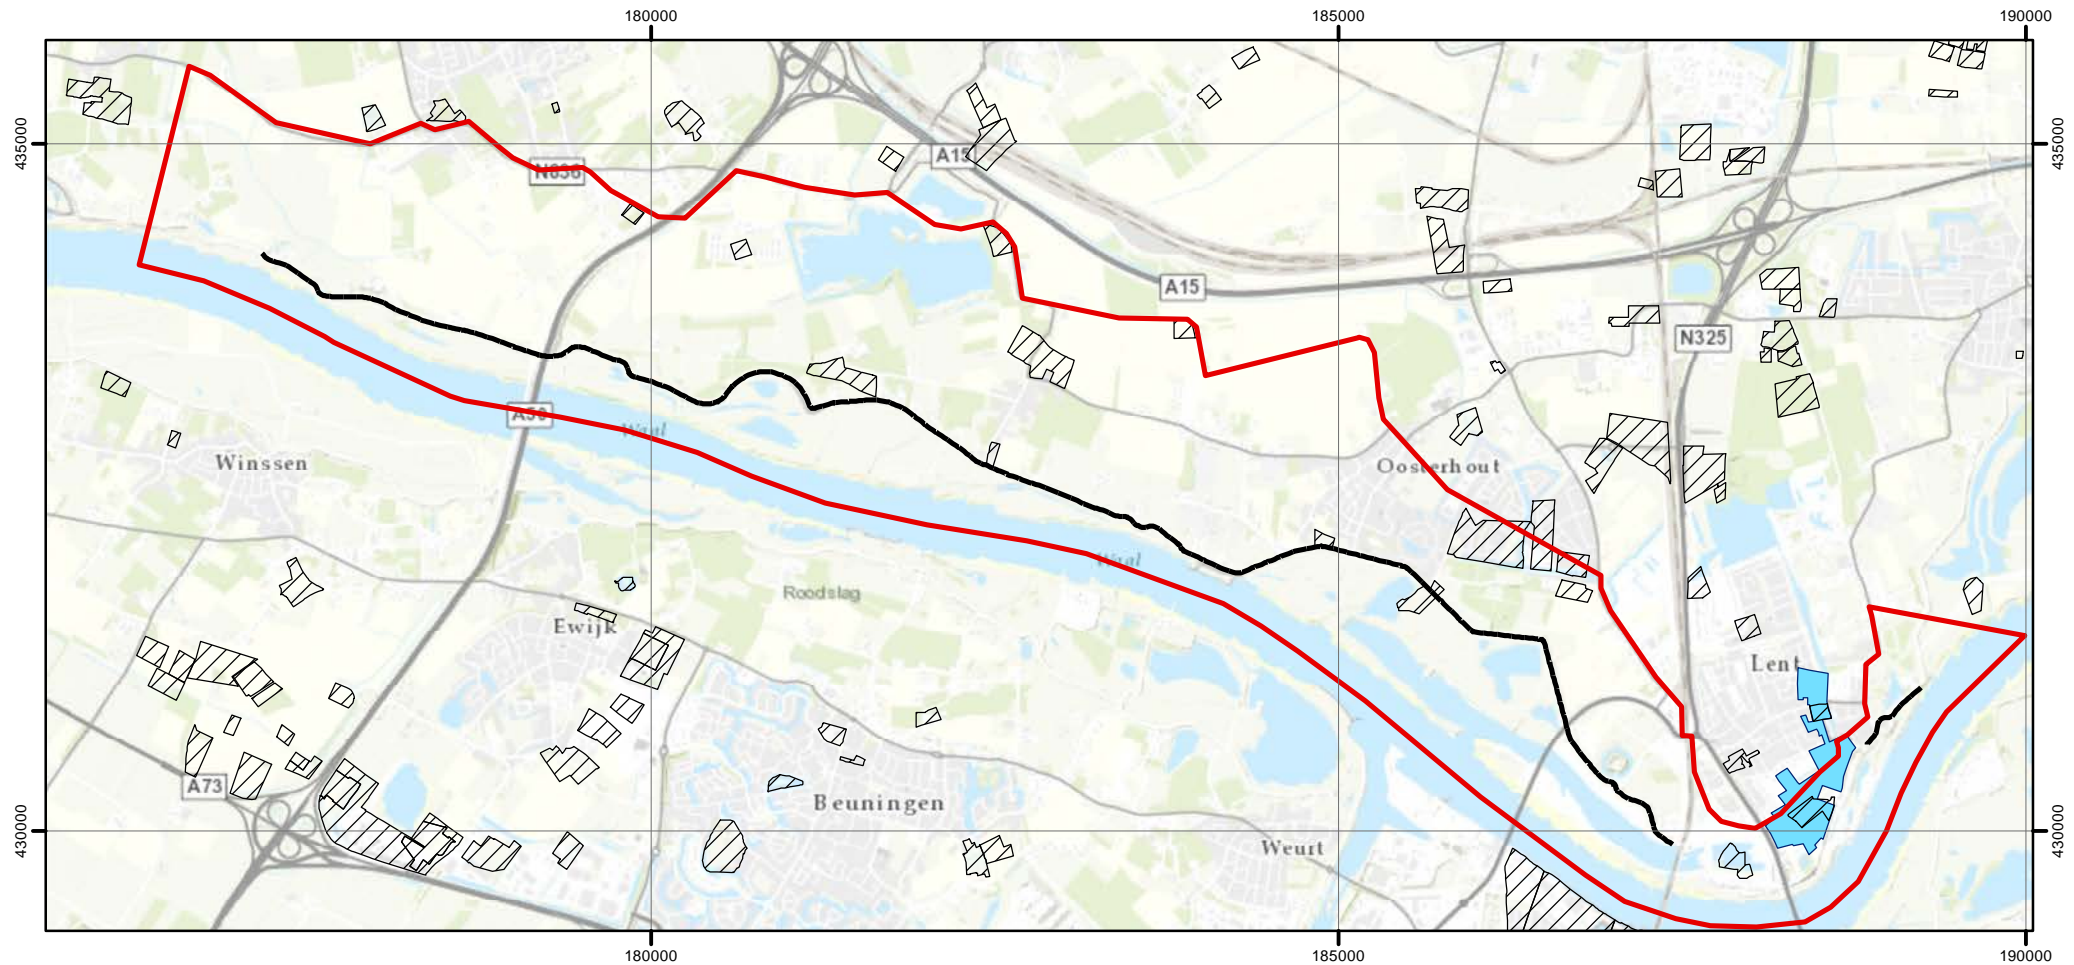 180000
185000
190000
435000
435000
A15
N836
A15
N325
A50
Waal
Winssen
Oosterhout
Waal
Roodslag
Ewijk
Lent
A73
Beuningen
430000
430000
Weurt
180000
185000
190000